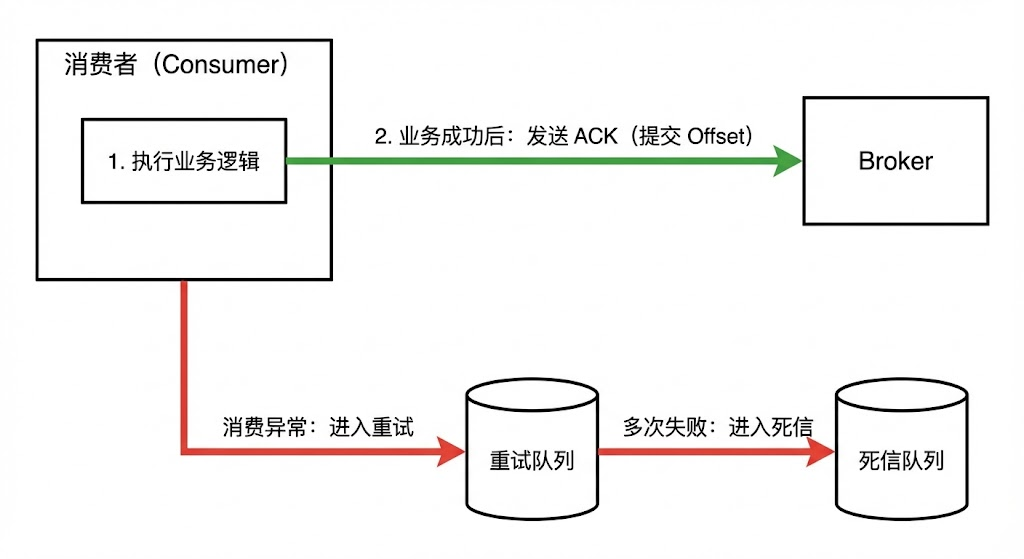 消费者（Consumer）
1. 执行业务逻辑
2. 业务成功后：发送 ACK（提交 Offset）
Broker
消费异常：进入重试
重试队列
多次失败：进入死信
死信队列